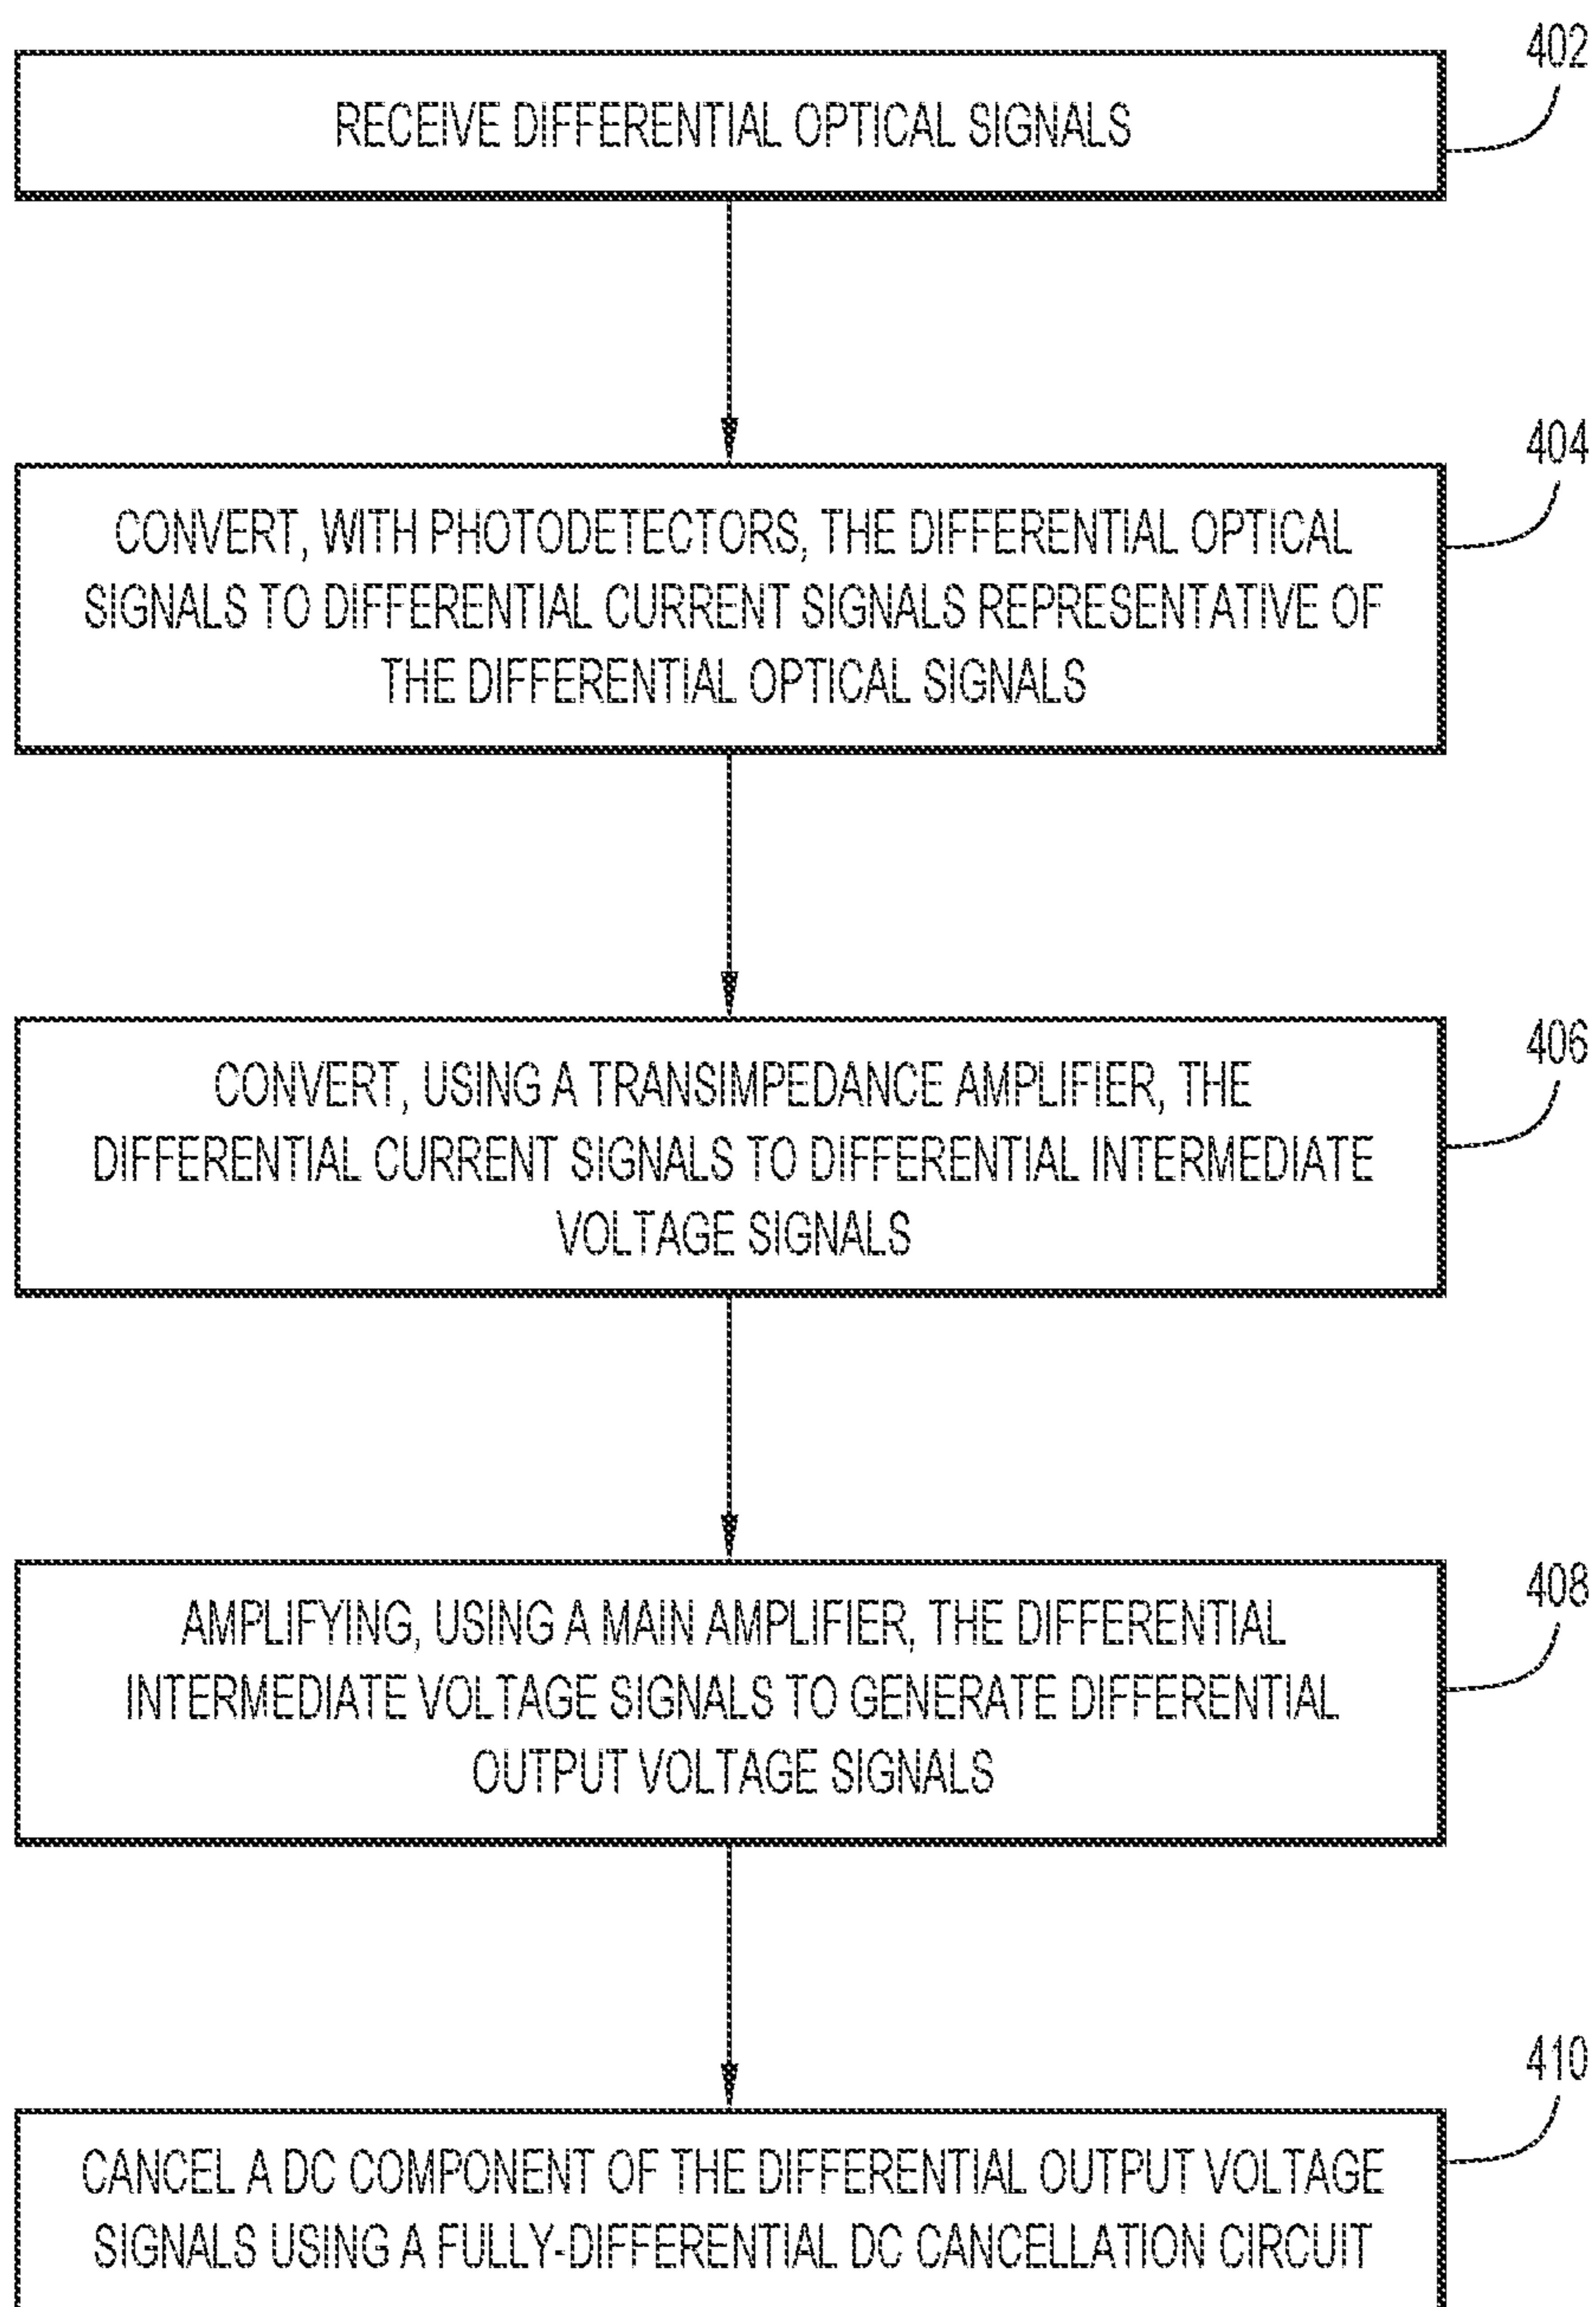 402
RECEIVE DIFFERENTIAL OPTICAL SIGNALS
404
CONVERT, WITH PHOTODETECTORS, THE DIFFERENTIAL OPTICAL
SIGNALS TO DIFFERENTIAL CURRENT SIGNALS REPRESENTATIVE OF
THE DIFFERENTIAL OPTICAL SIGNALS
406
CONVERT, USING A TRANSIMPEDANCE AMPLIFIER, THE
DIFFERENTIAL CURRENT SIGNALS TO DIFFERENTIAL INTERMEDIATE
VOLTAGE SIGNALS
408
AMPLIFYING, USING A MAIN AMPLIFIER, THE DIFFERENTIAL
INTERMEDIATE VOLTAGE SIGNALS TO GENERATE DIFFERENTIAL
OUTPUT VOLTAGE SIGNALS
410
CANCEL A DC COMPONENT OF THE DIFFERENTIAL OUTPUT VOLTAGE
SIGNALS USING A FULLY-DIFFERENTIAL DC CANCELLATION CIRCUIT